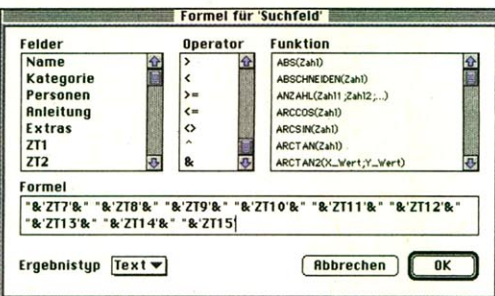 Formel für 'Suchfeld'
Felder
Operator
Funktion
Name
Kategorie
Personen
Anleitung
Extras
ZT1
ZT2
>
<
>=
<=
<>
^
&
ABS(Zahl)
ABSCHNEIDEN(Zahl)
ANZAHL(Zahl1;Zahl2;...)
ARCCOS(Zahl)
ARCSIN(Zahl)
ARCTAN(Zahl)
ARCTAN2(X_Wert;Y_Wert)
Formel
"&'ZT7'&" "&'ZT8'&" "&'ZT9'&" "&'ZT10'&" "&'ZT11'&" "&'ZT12'&"
"&'ZT13'&" "&'ZT14'&" "&'ZT15
Ergebnistyp
Text
Abbrechen
OK